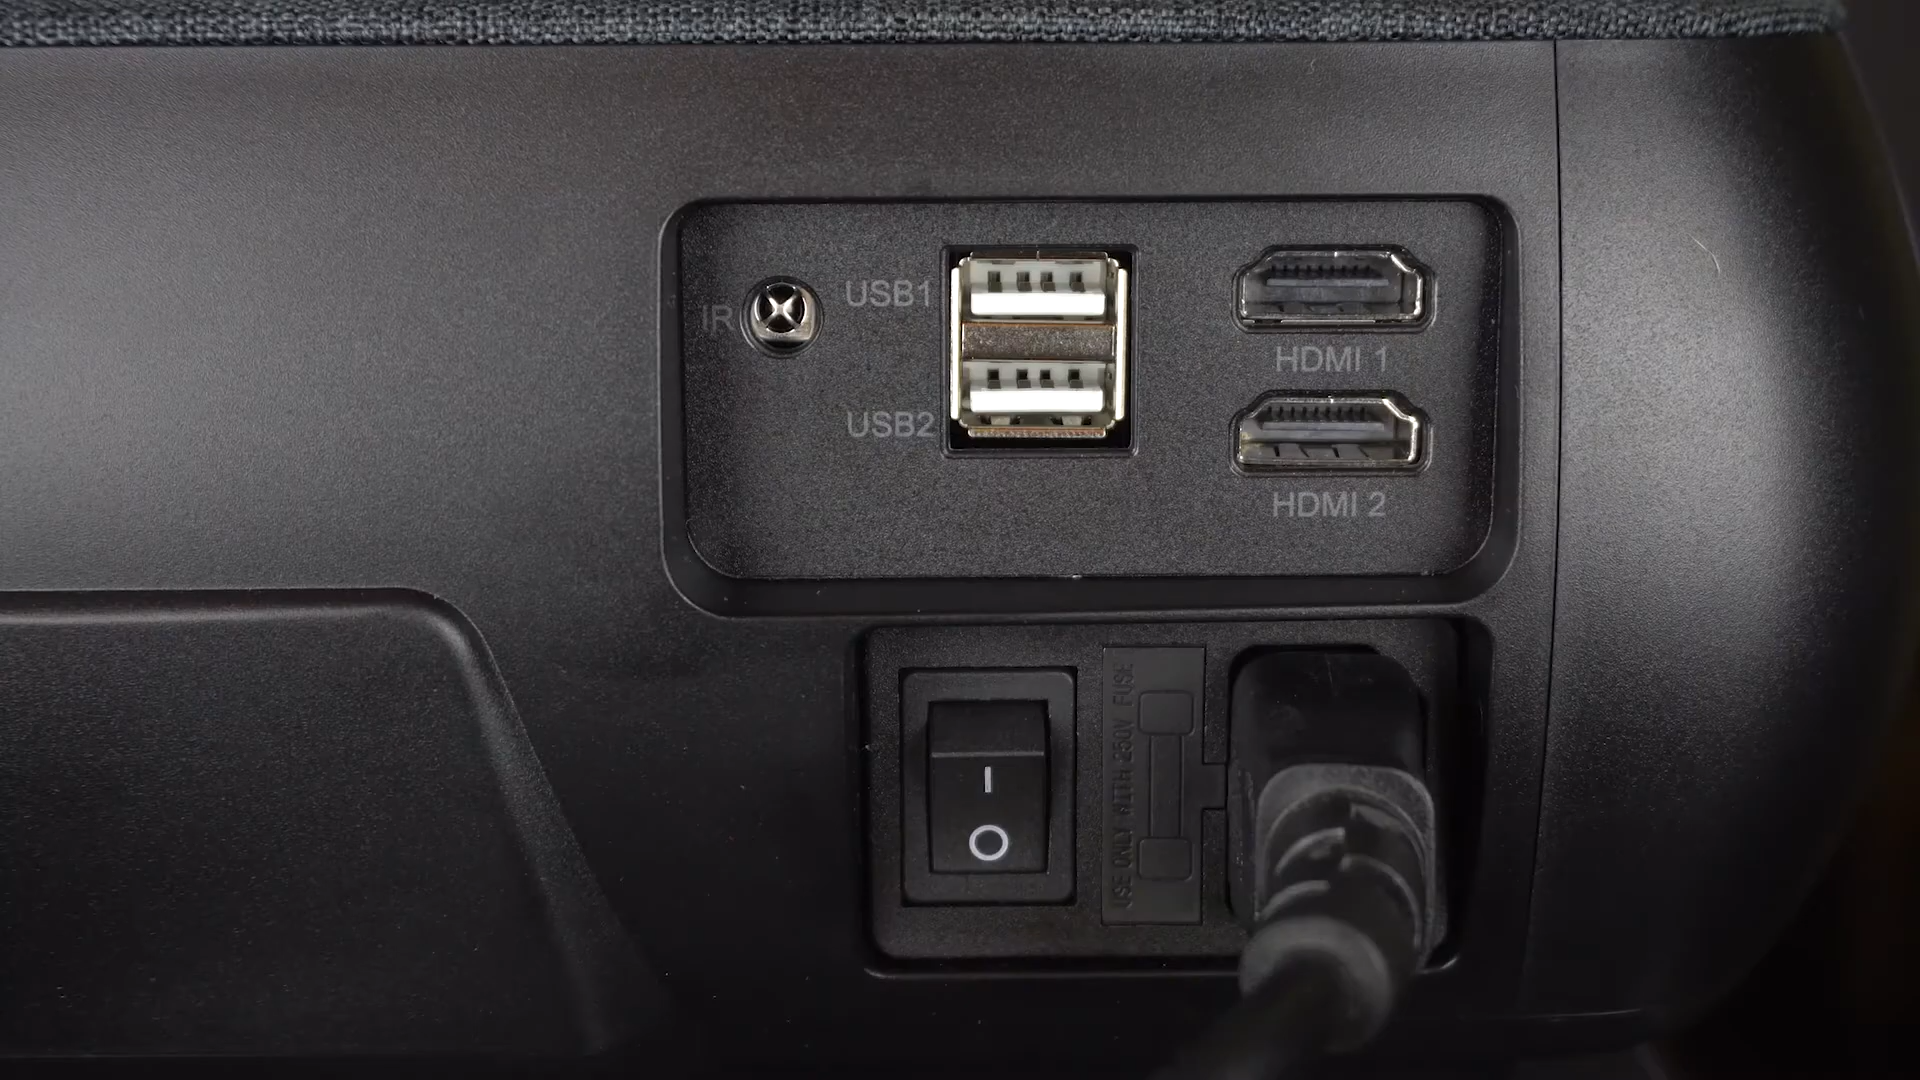 IR
USB1
USB2
HDMI 1
HDMI 2
USE ONLY WITH 250V FUSE